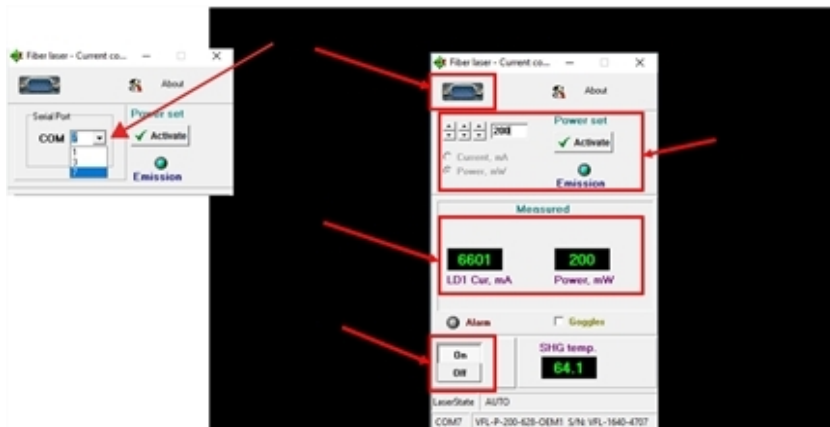 Fiber laser - Current co...
About
Serial Port
COM
1
3
7
Power set
Activate
Emission
Fiber laser - Current co...
About
200
Power set
Activate
Current, mA
Power, mW
Emission
Measured
6601
200
LD1 Cur, mA
Power, mW
Alarm
Goggles
On
Off
SHG temp.
64.1
LaserState AUTO
COM7 VFL-P-200-628-OEM1 S/N: VFL-1640-4707